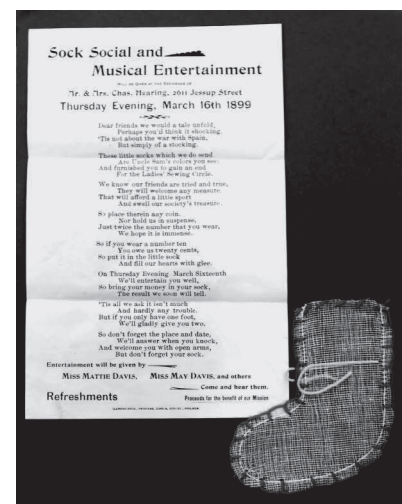 Sock Social and
Musical Entertainment
WILL BE GIVEN AT THE RESIDENCE OF
Mr. & Mrs. Chas. Hearing, 2611 Jessup Street
Thursday Evening, March 16th 1899
Dear friends we would a tale unfold,
Perhaps you'd think it shocking.
'Tis not about the war with Spain,
But simply of a stocking.
These little socks which we do send
Are Uncle Sam's colors you see:
And furnished you to gain an end
For the Ladies' Sewing Circle.
We know our friends are tried and true,
They will welcome any measure.
That will afford a little sport
And swell our society's treasure.
So place therein any coin.
Nor hold us in suspense,
Just twice the number that you wear,
We hope it is immense.
So if you wear a number ten
You owe us twenty cents,
So put it in the little sock
And fill our hearts with glee.
On Thursday Evening March Sixteenth
We'll entertain you well,
So bring your money in your sock,
The result we soon will tell.
'Tis all we ask it isn't much
And hardly any trouble.
But if you only have one foot,
We'll gladly give you two.
So don't forget the place and date,
We'll answer when you knock,
And welcome you with open arms,
But don't forget your sock.
Entertainment will be given by
MISS MATTIE DAVIS, MISS MAY DAVIS, and others
Come and hear them.
Refreshments
Proceeds for the benefit of our Mission